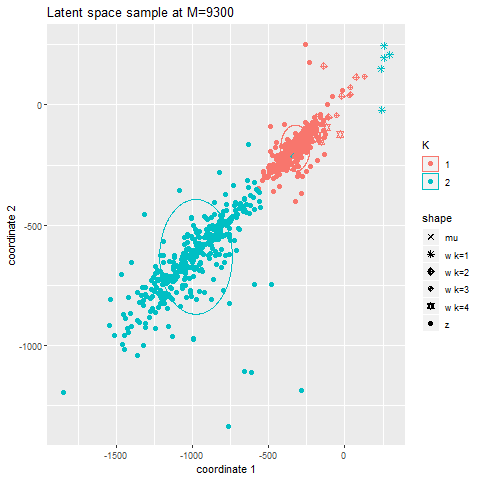 Latent space sample at M=9300
0
-500
-1000
-1500
-1000
-500
0
coordinate 1
coordinate 2
K
1
2
shape
mu
w k=1
w k=2
w k=3
w k=4
z